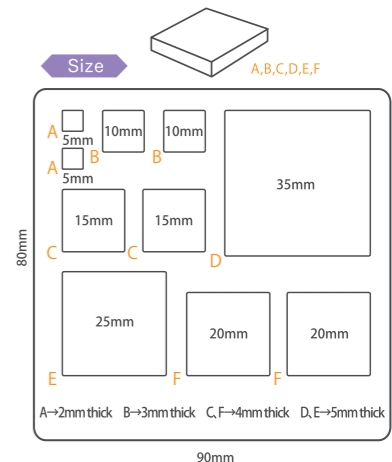 Size
A,B,C,D,E,F
A
5mm
A
5mm
B
10mm
B
10mm
D
35mm
C
15mm
C
15mm
80mm
E
25mm
F
20mm
F
20mm
A→2mm thick B→3mm thick C、F→4mm thick D、E→5mm thick
90mm